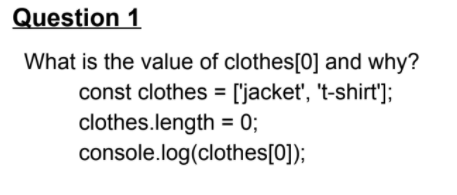 Question 1
What is the value of clothes[0] and why?
const clothes = ['jacket', 't-shirt'];
clothes.length = 0;
console.log(clothes[0]);